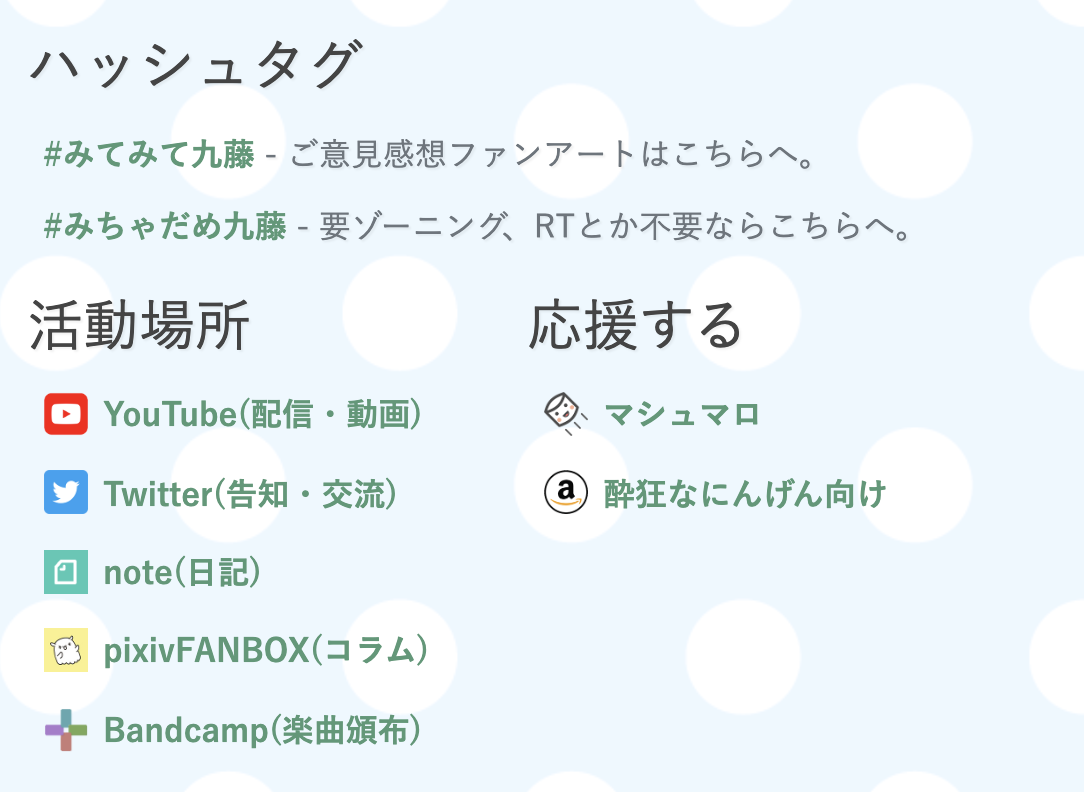 ハッシュタグ
#みてみて九藤 - ご意見感想ファンアートはこちらへ。
#みちゃだめ九藤 - 要ゾーニング、RTとか不要ならこちらへ。
活動場所
YouTube(配信・動画)
Twitter(告知・交流)
note(日記)
pixivFANBOX(コラム)
Bandcamp(楽曲頒布)
応援する
マシュマロ
酔狂なにんげん向け